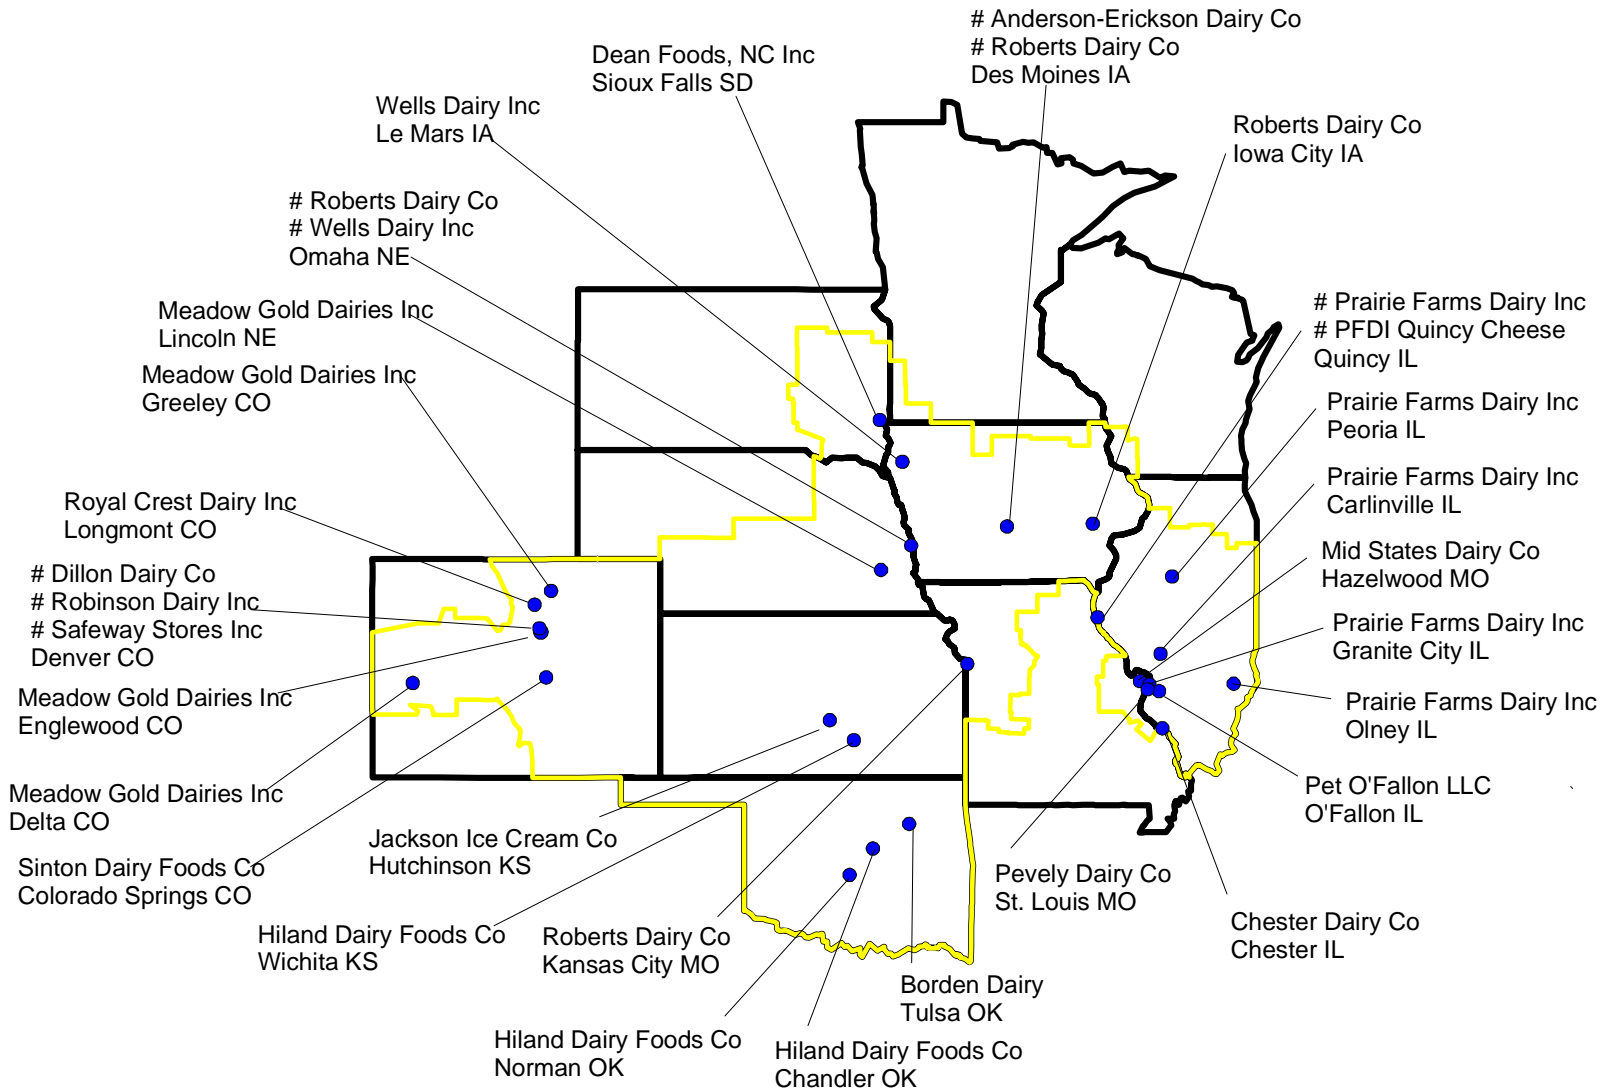 # Anderson-Erickson Dairy Co
# Roberts Dairy Co
Des Moines IA
Dean Foods, NC Inc
Sioux Falls SD
Wells Dairy Inc
Le Mars IA
Roberts Dairy Co
Iowa City IA
# Roberts Dairy Co
# Wells Dairy Inc
Omaha NE
Meadow Gold Dairies Inc
Lincoln NE
# Prairie Farms Dairy Inc
# PFDI Quincy Cheese
Quincy IL
Meadow Gold Dairies Inc
Greeley CO
Prairie Farms Dairy Inc
Peoria IL
Prairie Farms Dairy Inc
Carlinville IL
Royal Crest Dairy Inc
Longmont CO
Mid States Dairy Co
Hazelwood MO
# Dillon Dairy Co
# Robinson Dairy Inc
# Safeway Stores Inc
Denver CO
Prairie Farms Dairy Inc
Granite City IL
Meadow Gold Dairies Inc
Englewood CO
Prairie Farms Dairy Inc
Olney IL
Meadow Gold Dairies Inc
Delta CO
Pet O'Fallon LLC
O'Fallon IL
Jackson Ice Cream Co
Hutchinson KS
Sinton Dairy Foods Co
Colorado Springs CO
Pevely Dairy Co
St. Louis MO
Chester Dairy Co
Chester IL
Hiland Dairy Foods Co
Wichita KS
Roberts Dairy Co
Kansas City MO
Borden Dairy
Tulsa OK
Hiland Dairy Foods Co
Norman OK
Hiland Dairy Foods Co
Chandler OK